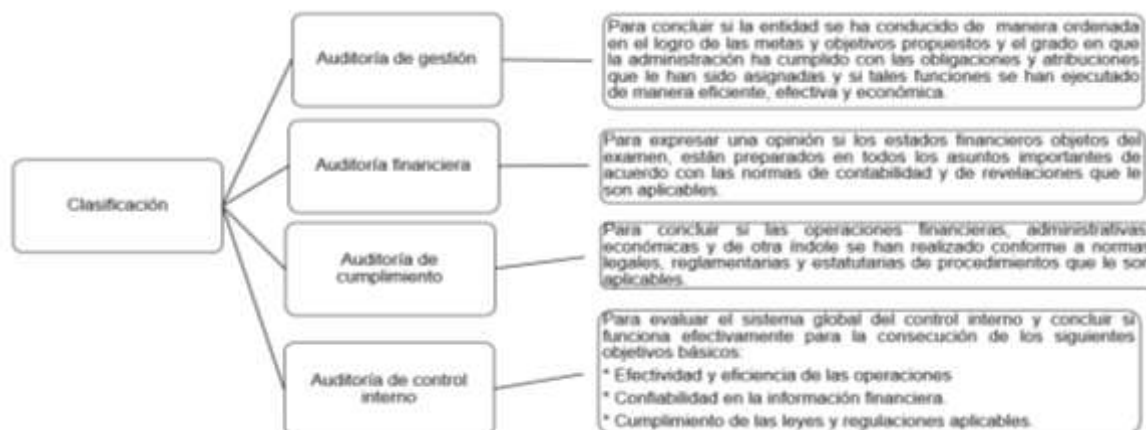 Clasificación
Auditoría de gestión
Para concluir si la entidad se ha conducido de manera ordenada
en el logro de las metas y objetivos propuestos y el grado en que
la administración ha cumplido con las obligaciones y atribuciones
que le han sido asignadas y si tales funciones se han ejecutado
de manera eficiente, efectiva y económica.
Auditoría financiera
Para expresar una opinión si los estados financieros objetos del
examen, están preparados en todos los asuntos importantes de
acuerdo con las normas de contabilidad y de revelaciones que le
son aplicables.
Auditoría de
cumplimiento
Para concluir si las operaciones financieras, administrativas
económicas y de otra índole se han realizado conforme a normas
legales, reglamentarias y estatutarias de procedimientos que le son
aplicables.
Auditoría de control
interno
Para evaluar el sistema global del control interno y concluir si
funciona efectivamente para la consecución de los siguientes
objetivos básicos:
* Efectividad y eficiencia de las operaciones
* Confiabilidad en la información financiera.
* Cumplimiento de las leyes y regulaciones aplicables.